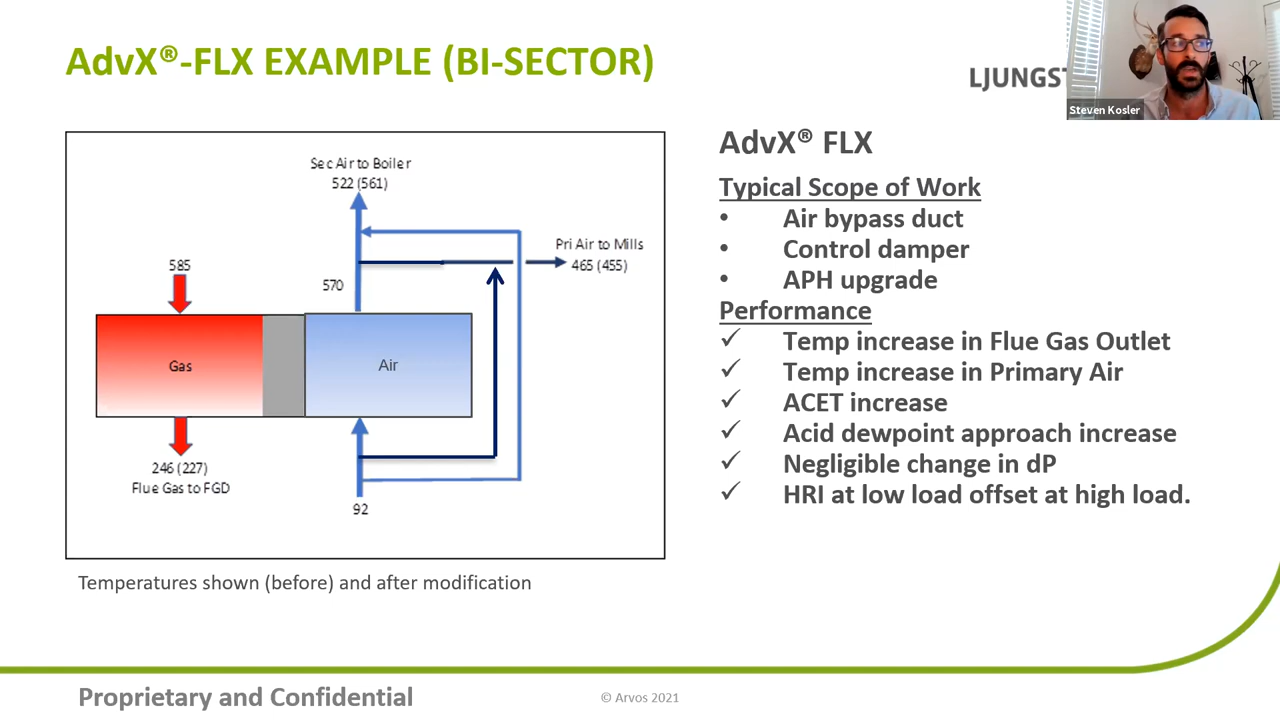 AdvX®-FLX EXAMPLE (BI-SECTOR)
LJUNGST
Steven Kosler
Sec Air to Boiler
522 (561)
Pri Air to Mills
465 (455)
585
570
Gas
Air
246 (227)
Flue Gas to FGD
92
Temperatures shown (before) and after modification
AdvX® FLX
Typical Scope of Work
• Air bypass duct
• Control damper
• APH upgrade
Performance
✓ Temp increase in Flue Gas Outlet
✓ Temp increase in Primary Air
✓ ACET increase
✓ Acid dewpoint approach increase
✓ Negligible change in dP
✓ HRI at low load offset at high load.
Proprietary and Confidential
© Arvos 2021